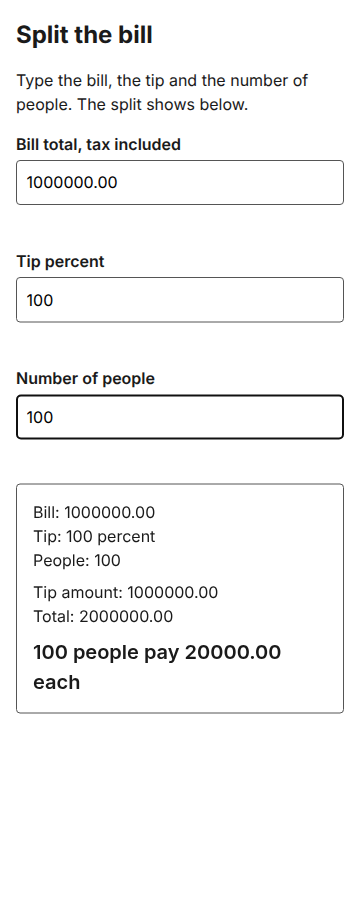 Split the bill
Type the bill, the tip and the number of
people. The split shows below.
Bill total, tax included
1000000.00
Tip percent
100
Number of people
100
Bill: 1000000.00
Tip: 100 percent
People: 100
Tip amount: 1000000.00
Total: 2000000.00
100 people pay 20000.00
each